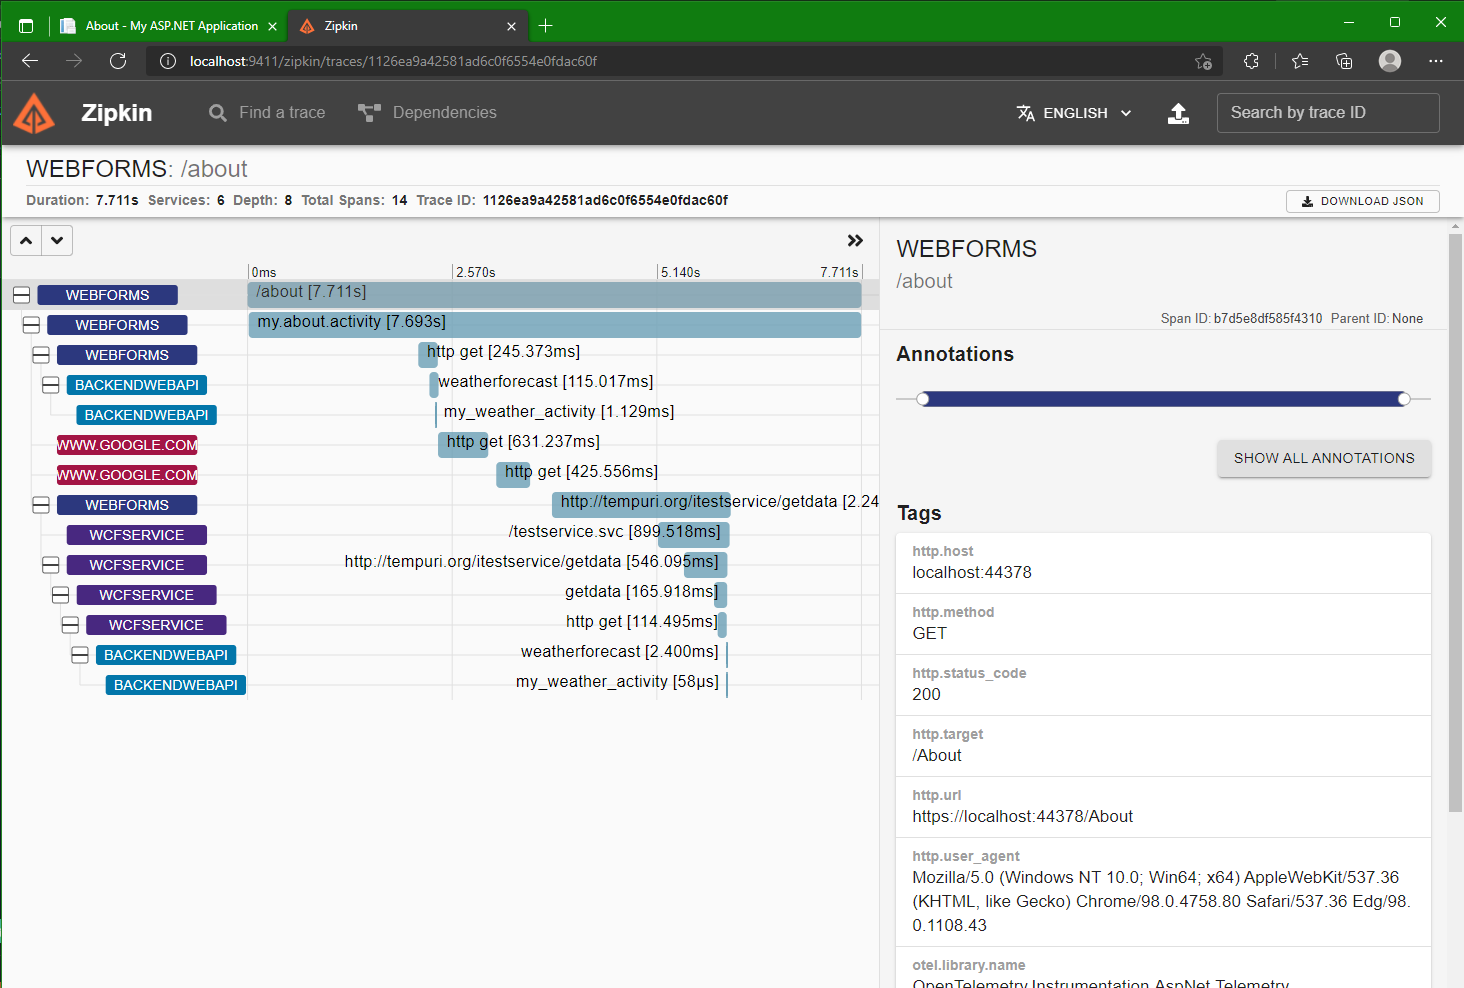 About - My ASP.NET Application
Zipkin
localhost:9411/zipkin/traces/1126ea9a42581ad6c0f6554e0fdac60f
Zipkin
Find a trace
Dependencies
ENGLISH
Search by trace ID
WEBFORMS: /about
Duration: 7.711s Services: 6 Depth: 8 Total Spans: 14 Trace ID: 1126ea9a42581ad6c0f6554e0fdac60f
DOWNLOAD JSON
0ms 2.570s 5.140s 7.711s
WEBFORMS /about [7.711s]
WEBFORMS my.about.activity [7.693s]
WEBFORMS http get [245.373ms]
BACKENDWEBAPI weatherforecast [115.017ms]
BACKENDWEBAPI my_weather_activity [1.129ms]
WWW.GOOGLE.COM http get [631.237ms]
WWW.GOOGLE.COM http get [425.556ms]
WEBFORMS http://tempuri.org/itestservice/getdata [2.24
WCFSERVICE /testservice.svc [899.518ms]
WCFSERVICE http://tempuri.org/itestservice/getdata [546.095ms]
WCFSERVICE getdata [165.918ms]
WCFSERVICE http get [114.495ms]
BACKENDWEBAPI weatherforecast [2.400ms]
BACKENDWEBAPI my_weather_activity [58μs]
WEBFORMS
/about
Span ID: b7d5e8df585f4310 Parent ID: None
Annotations
SHOW ALL ANNOTATIONS
Tags
http.host
localhost:44378
http.method
GET
http.status_code
200
http.target
/About
http.url
https://localhost:44378/About
http.user_agent
Mozilla/5.0 (Windows NT 10.0; Win64; x64) AppleWebKit/537.36
(KHTML, like Gecko) Chrome/98.0.4758.80 Safari/537.36 Edg/98.
0.1108.43
otel.library.name
OpenTelemetry.Instrumentation.AspNet.Telemetry